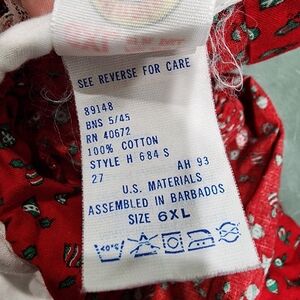 SEE REVERSE FOR CARE
89148
BNS 5/45
RN 40672
100% COTTON
STYLE H 684 S
27 AH 93
U.S. MATERIALS
ASSEMBLED IN BARBADOS
SIZE 6XL